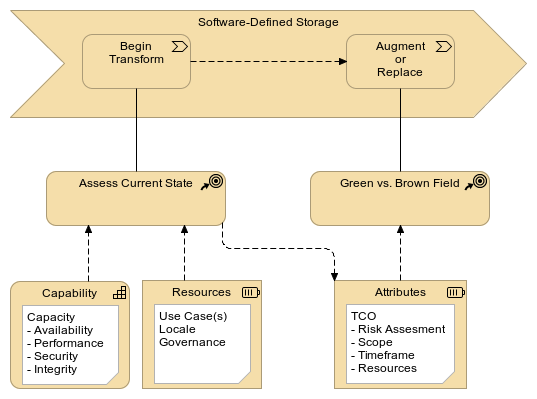 Software-Defined Storage
Begin
Transform
Augment
or
Replace
Assess Current State
Green vs. Brown Field
Capability
Capacity
- Availability
- Performance
- Security
- Integrity
Resources
Use Case(s)
Locale
Governance
Attributes
TCO
- Risk Assesment
- Scope
- Timeframe
- Resources